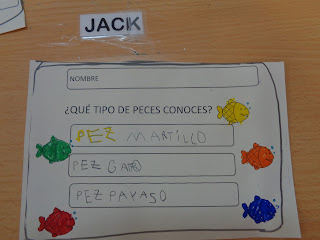 JACK
NOMBRE
¿QUÉ TIPO DE PECES CONOCES?
PEZ MARTILLO
PEZ GATO
PEZ PAYASO